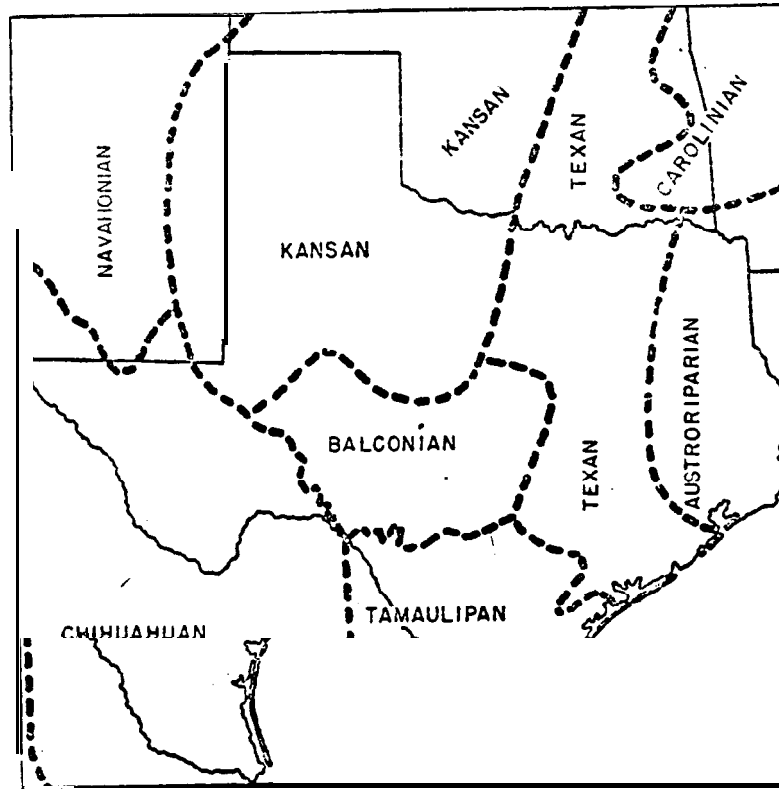 KANSAN
TEXAN
CAROLINIAN
NAVAHONIAN
KANSAN
AUSTRORIPARIAN
BALCONIAN
TEXAN
TAMAULIPAN
CHIHUAHUAN